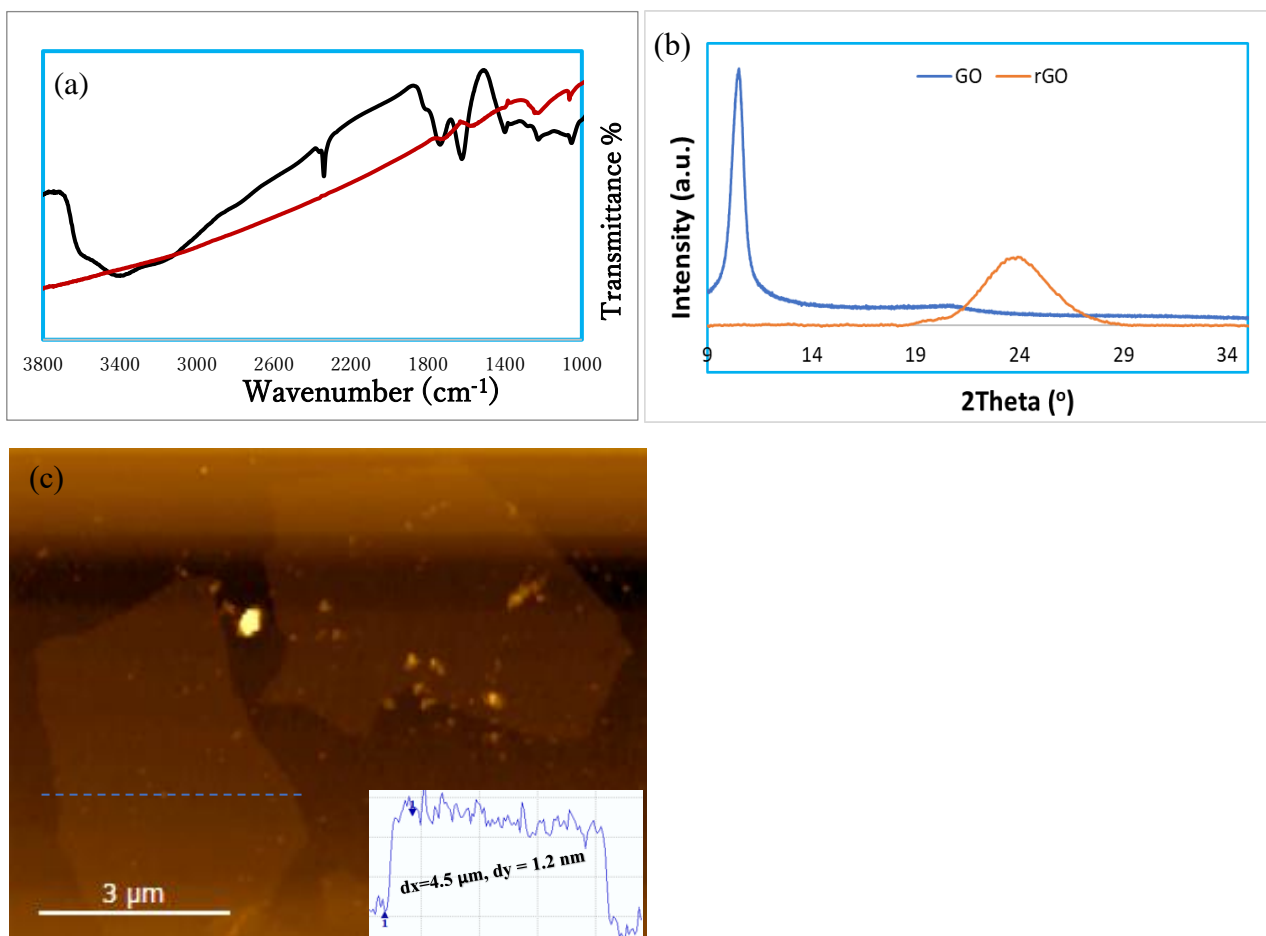 (a)
Transmittance %
3800 3400 3000 2600 2200 1800 1400 1000
Wavenumber (cm-1)
(b)
GO rGO
Intensity (a.u.)
9 14 19 24 29 34
2Theta (o)
(c)
3 μm
1
dx=4.5 μm, dy = 1.2 nm
1